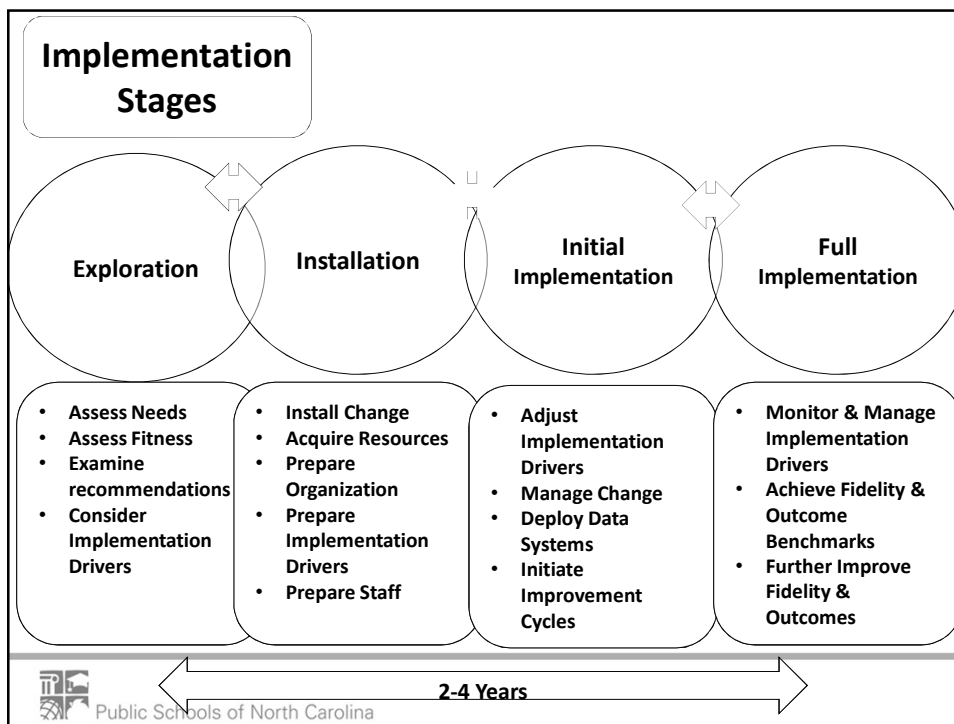 Implementation
Stages
Exploration
Installation
Initial
Implementation
Full
Implementation
• Assess Needs
• Assess Fitness
• Examine
recommendations
• Consider
Implementation
Drivers
• Install Change
• Acquire Resources
• Prepare
Organization
• Prepare
Implementation
Drivers
• Prepare Staff
• Adjust
Implementation
Drivers
• Manage Change
• Deploy Data
Systems
• Initiate
Improvement
Cycles
• Monitor & Manage
Implementation
Drivers
• Achieve Fidelity &
Outcome
Benchmarks
• Further Improve
Fidelity &
Outcomes
2-4 Years
Public Schools of North Carolina